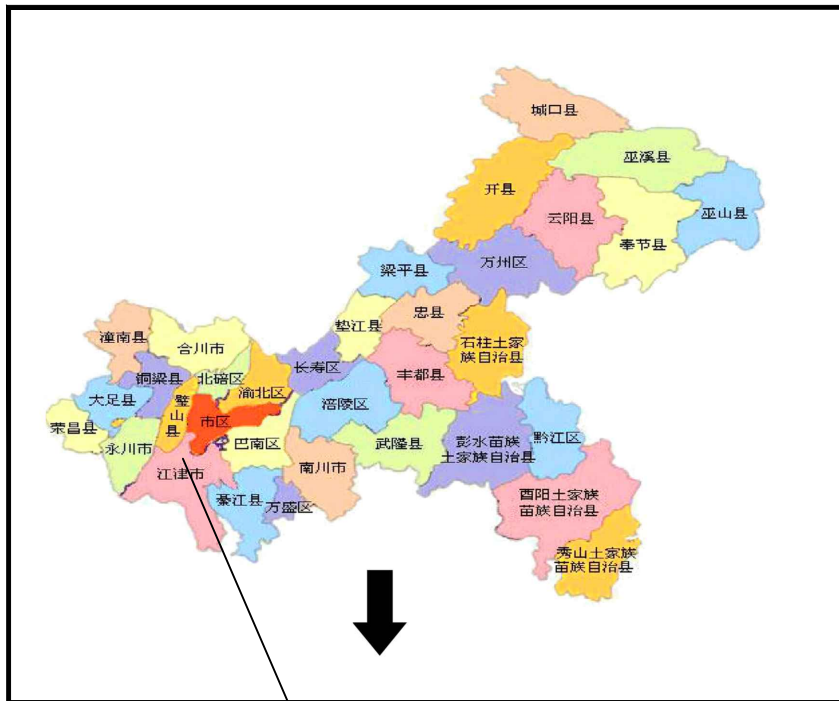 城口县
巫溪县
开县
云阳县
巫山县
奉节县
万州区
梁平县
忠县
垫江县
石柱土家
族自治县
潼南县
合川市
长寿区
丰都县
铜梁县
北碚区
渝北区
大足县
璧山县
涪陵区
市区
荣昌县
巴南区
武隆县
彭水苗族
土家族自治县
黔江区
永川市
江津市
南川市
綦江县
万盛区
酉阳土家族
苗族自治县
秀山土家族
苗族自治县